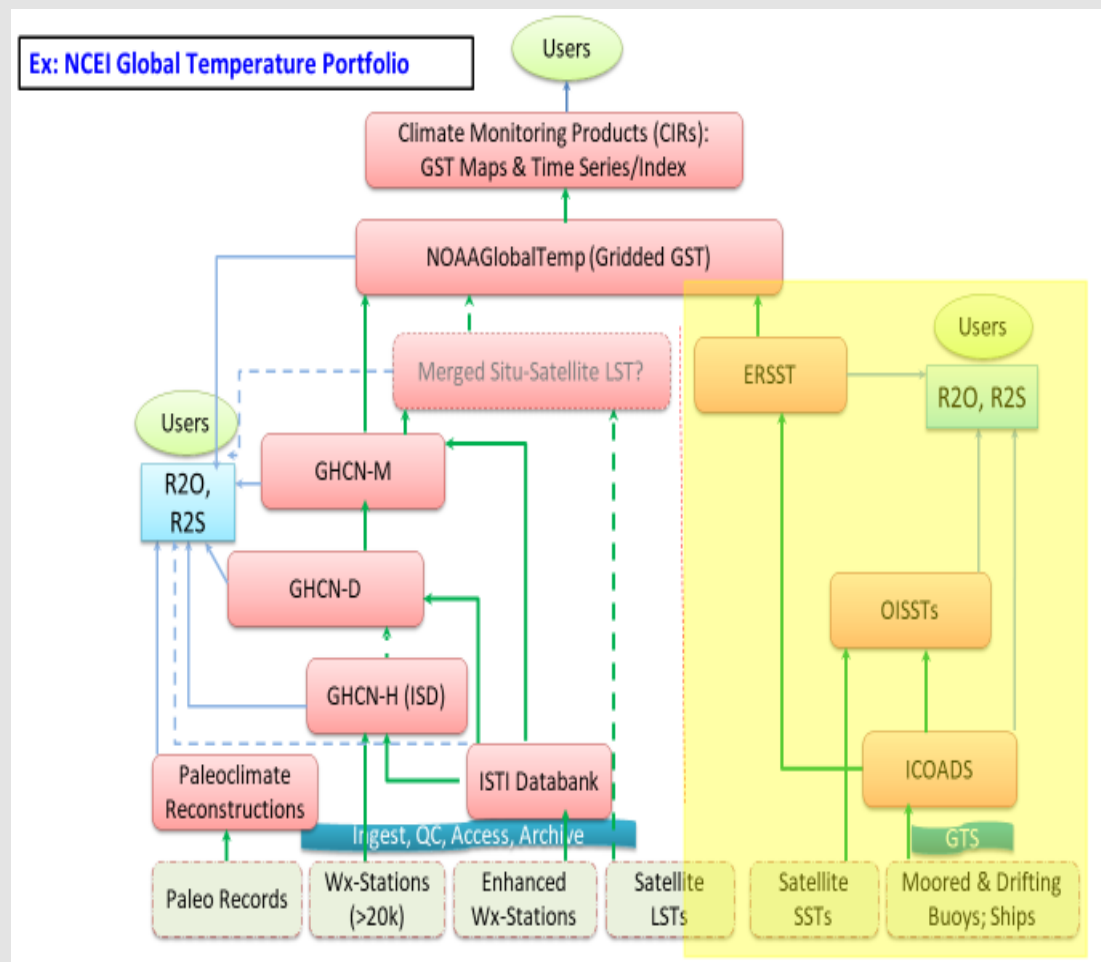 Ex: NCEI Global Temperature Portfolio
Users
Climate Monitoring Products (CIRs):
GST Maps & Time Series/Index
NOAAGlobalTemp (Gridded GST)
Merged Situ-Satellite LST?
ERSST
Users
R2O, R2S
Users
R2O,
R2S
GHCN-M
GHCN-D
OISSTs
GHCN-H (ISD)
Paleoclimate
Reconstructions
ISTI Databank
ICOADS
Ingest, QC, Access, Archive
GTS
Paleo Records
Wx-Stations
(>20k)
Enhanced
Wx-Stations
Satellite
LSTs
Satellite
SSTs
Moored & Drifting
Buoys; Ships